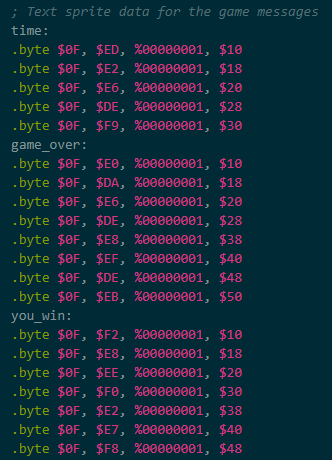 ; Text sprite data for the game messages
time:
.byte $0F, $ED, %00000001, $10
.byte $0F, $E2, %00000001, $18
.byte $0F, $E6, %00000001, $20
.byte $0F, $DE, %00000001, $28
.byte $0F, $F9, %00000001, $30
game_over:
.byte $0F, $E0, %00000001, $10
.byte $0F, $DA, %00000001, $18
.byte $0F, $E6, %00000001, $20
.byte $0F, $DE, %00000001, $28
.byte $0F, $E8, %00000001, $38
.byte $0F, $EF, %00000001, $40
.byte $0F, $DE, %00000001, $48
.byte $0F, $EB, %00000001, $50
you_win:
.byte $0F, $F2, %00000001, $10
.byte $0F, $E8, %00000001, $18
.byte $0F, $EE, %00000001, $20
.byte $0F, $F0, %00000001, $30
.byte $0F, $E2, %00000001, $38
.byte $0F, $E7, %00000001, $40
.byte $0F, $F8, %00000001, $48